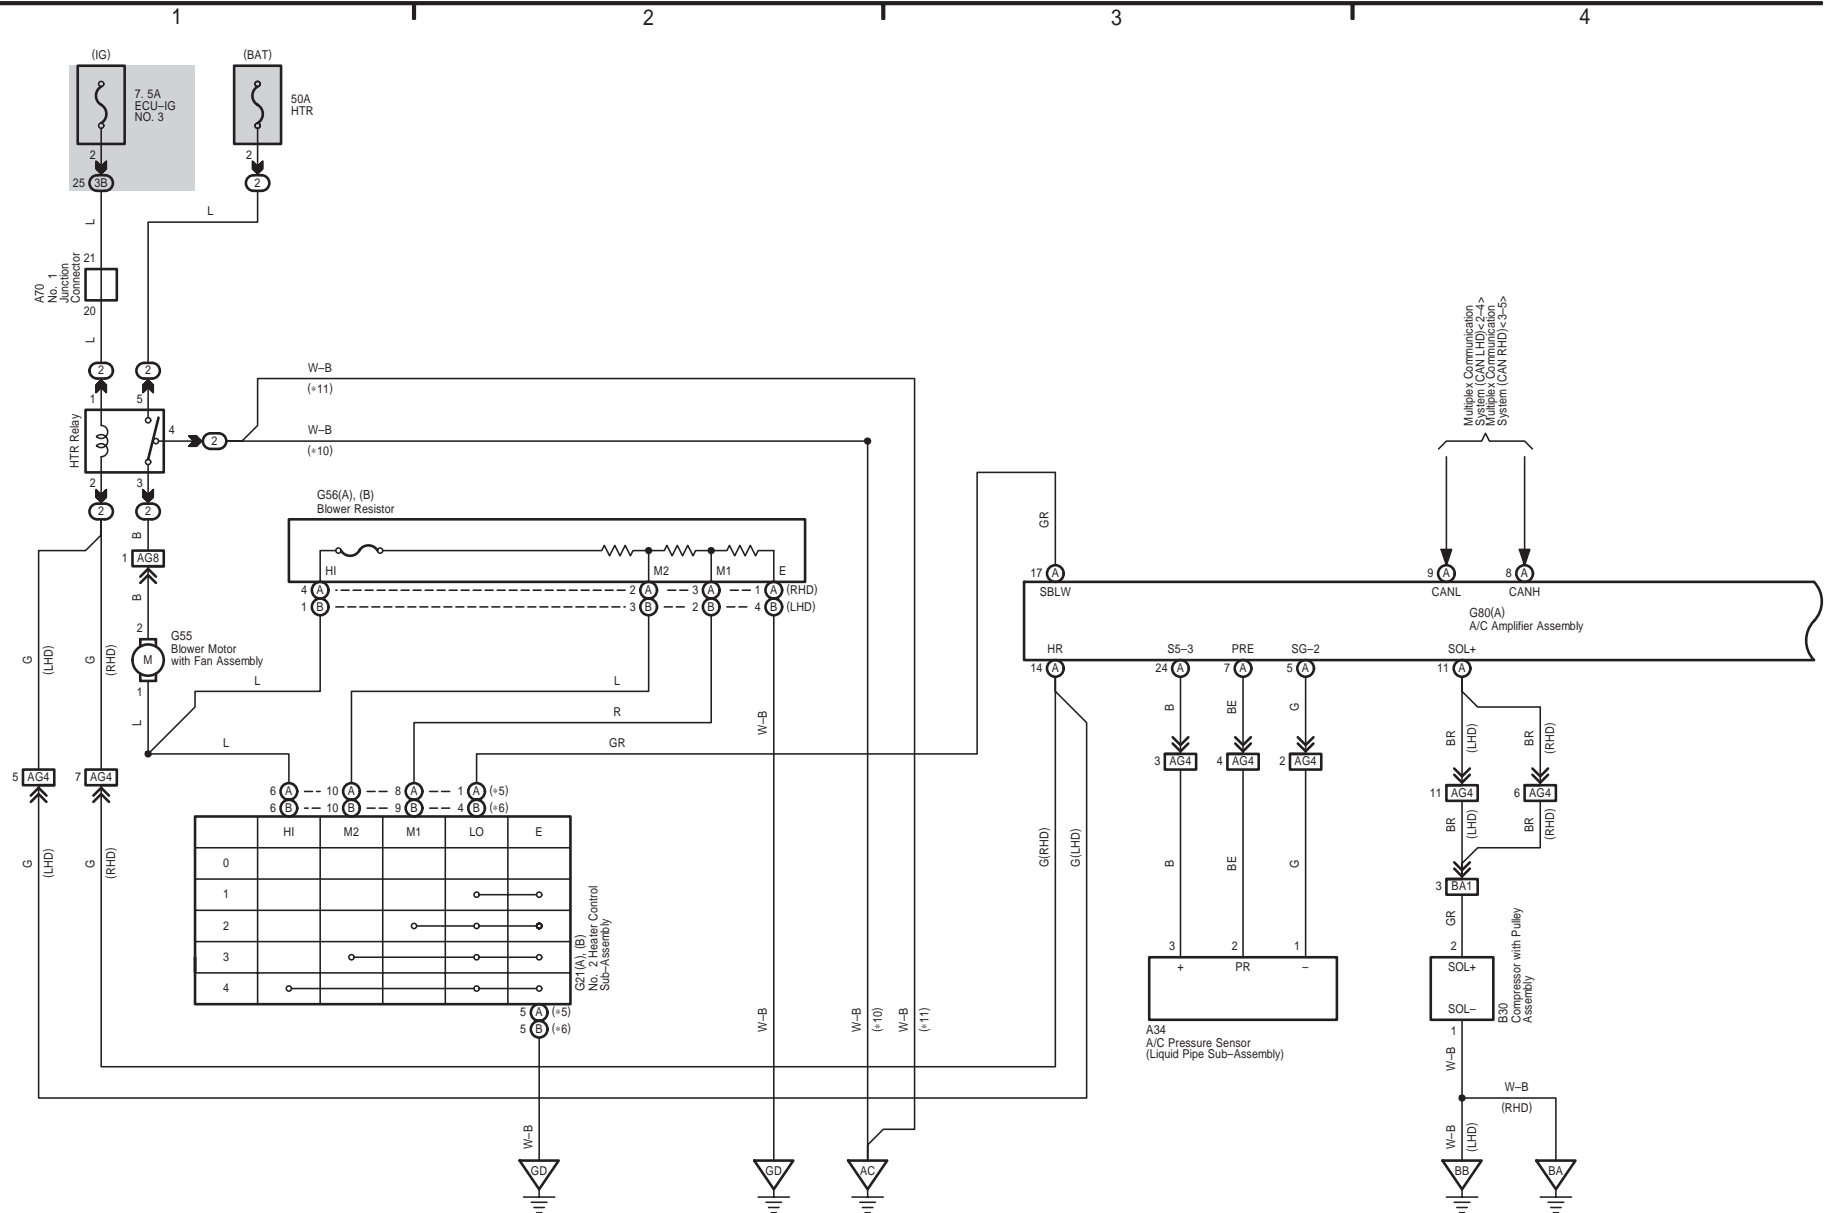 1
2
3
4
(IG)
(BAT)
7. 5A
ECU–IG
NO. 3
50A
HTR
2
2
25
3B
2
L
L
21
A70
No. 1
Junction
Connector
20
L
2
2
1
5
HTR Relay
4
2
W–B
(∗11)
W–B
(∗10)
2
3
2
2
B
1
AG8
B
2
M
G55
Blower Motor
with Fan Assembly
1
L
G
(LHD)
G
(RHD)
5
AG4
7
AG4
G
(LHD)
G
(RHD)
G56(A), (B)
Blower Resistor
HI
M2
M1
E
4
A
2
A
3
A
1
A
(RHD)
1
B
3
B
2
B
4
B
(LHD)
L
L
R
L
GR
W–B
6
A
10
A
8
A
1
A
(∗5)
6
B
10
B
9
B
4
B
(∗6)
HI
M2
M1
LO
E
0
1
2
3
4
G21(A), (B)
No. 2 Heater Control
Sub–Assembly
5
A
(∗5)
5
B
(∗6)
W–B
W–B
W–B
(∗10)
W–B
(∗11)
GD
GD
AC
GR
17
A
SBLW
Multiplex Communication
System (CAN LHD)<2–4>
Multiplex Communication
System (CAN RHD)<3–5>
9
A
8
A
CANL
CANH
G80(A)
A/C Amplifier Assembly
HR
S5–3
PRE
SG–2
SOL+
14
A
24
A
7
A
5
A
11
A
B
BE
G
BR
(LHD)
BR
(RHD)
3
AG4
4
AG4
2
AG4
11
AG4
6
AG4
G(RHD)
G(LHD)
B
BE
G
BR
(LHD)
BR
(RHD)
3
BA1
GR
3
2
1
2
+
PR
–
SOL+
SOL–
B30
Compressor with Pulley
Assembly
A34
A/C Pressure Sensor
(Liquid Pipe Sub–Assembly)
1
W–B
W–B
(RHD)
W–B
(LHD)
BB
BA